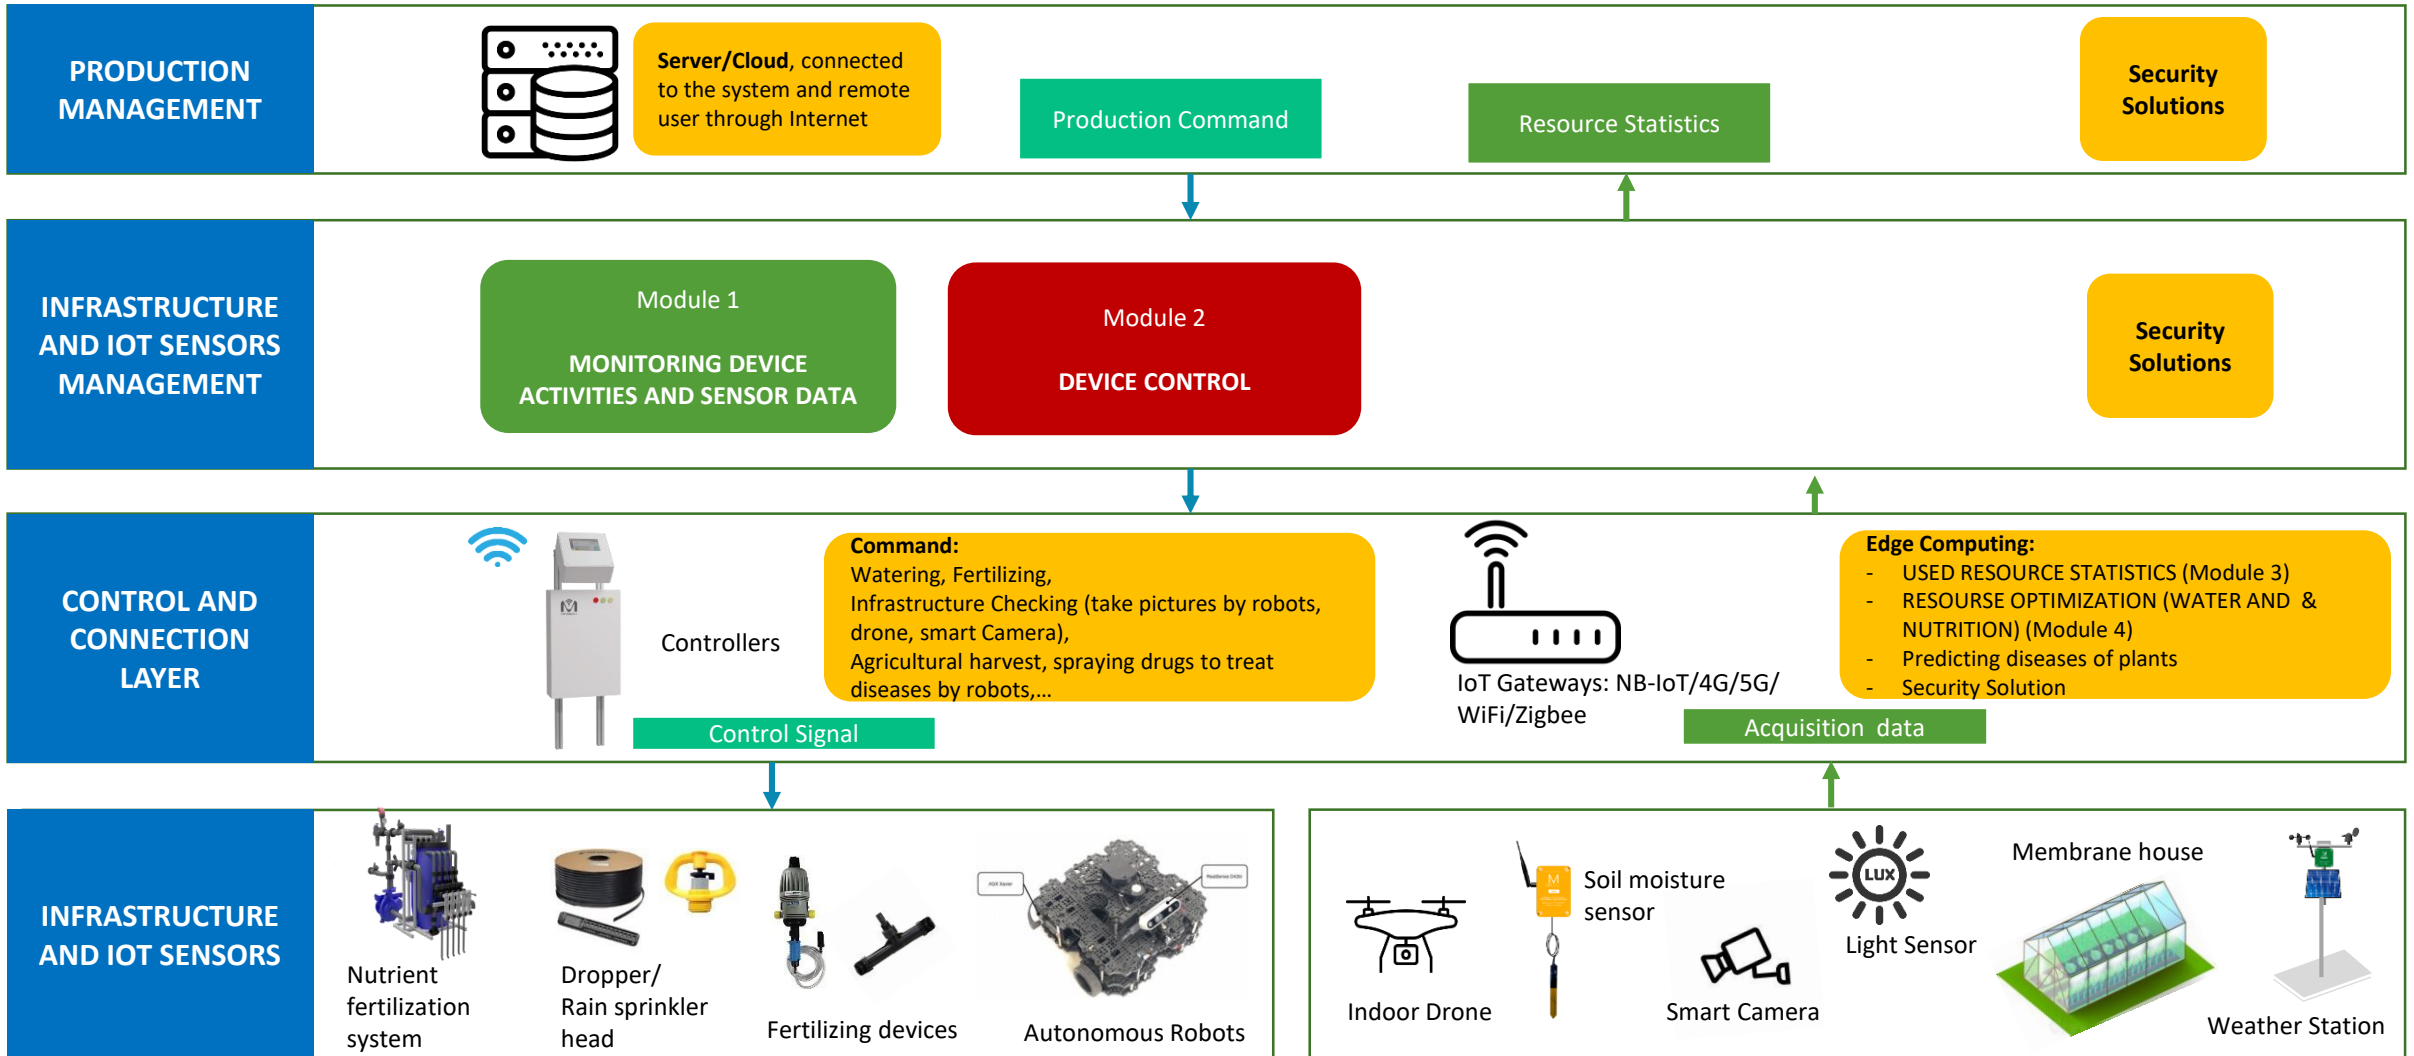 PRODUCTION
MANAGEMENT
Server/Cloud, connected
to the system and remote
user through Internet
Production Command
Resource Statistics
Security
Solutions
INFRASTRUCTURE
AND IOT SENSORS
MANAGEMENT
Module 1
MONITORING DEVICE
ACTIVITIES AND SENSOR DATA
Module 2
DEVICE CONTROL
Security
Solutions
CONTROL AND
CONNECTION
LAYER
Controllers
Command:
Watering, Fertilizing,
Infrastructure Checking (take pictures by robots,
drone, smart Camera),
Agricultural harvest, spraying drugs to treat
diseases by robots,...
Control Signal
IoT Gateways: NB-IoT/4G/5G/
WiFi/Zigbee
Edge Computing:
- USED RESOURCE STATISTICS (Module 3)
- RESOURSE OPTIMIZATION (WATER AND & 
NUTRITION) (Module 4)
- Predicting diseases of plants
- Security Solution
Acquisition data
INFRASTRUCTURE
AND IOT SENSORS
Nutrient
fertilization
system
Dropper/
Rain sprinkler
head
Fertilizing devices
AGX Xavier
RealSense D435i
Autonomous Robots
Indoor Drone
M
Soil moisture
sensor
Smart Camera
LUX
Light Sensor
Membrane house
Weather Station